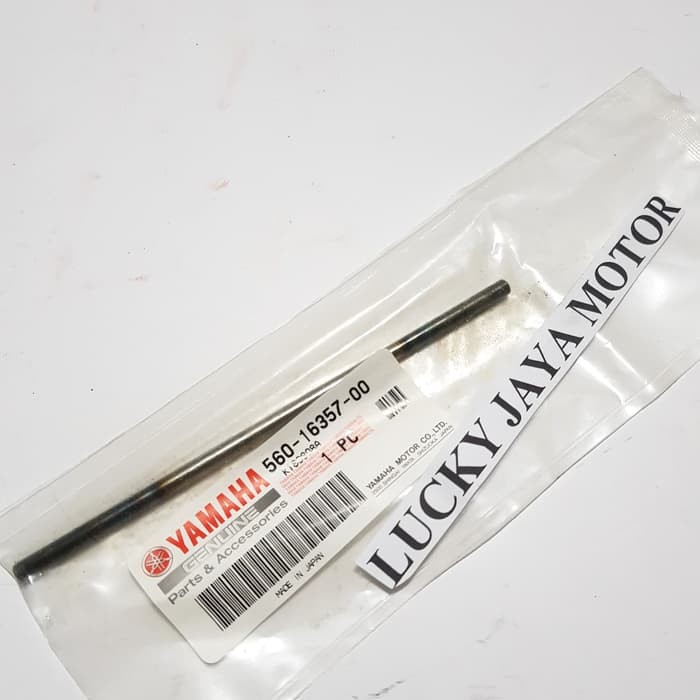 560-16357-00
1 PC
YAMAHA
GENUINE
Parts & Accessories
YAMAHA MOTOR CO.,LTD.
MADE IN JAPAN
LUCKY JAYA MOTOR